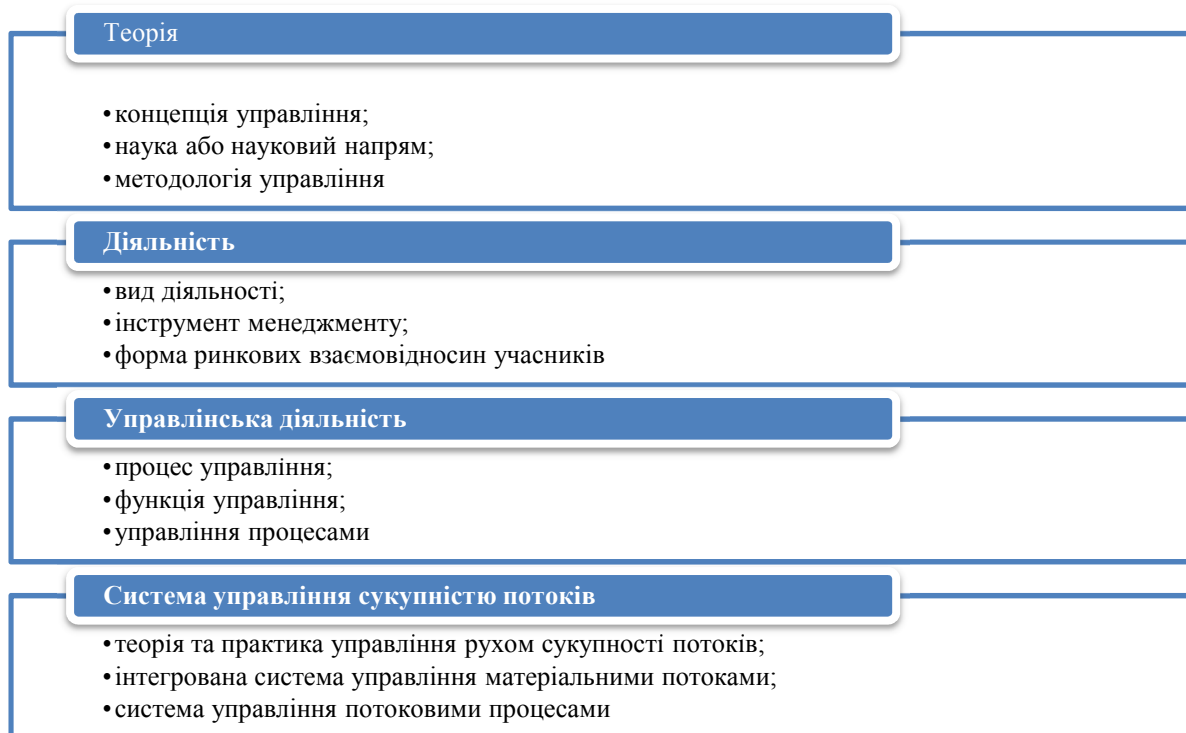 Теорія
•концепція управління;
•наука або науковий напрям;
•методологія управління
Діяльність
•вид діяльності;
•інструмент менеджменту;
•форма ринкових взаємовідносин учасників
Управлінська діяльність
•процес управління;
•функція управління;
•управління процесами
Система управління сукупністю потоків
•теорія та практика управління рухом сукупності потоків;
•інтегрована система управління матеріальними потоками;
•система управління потоковими процесами